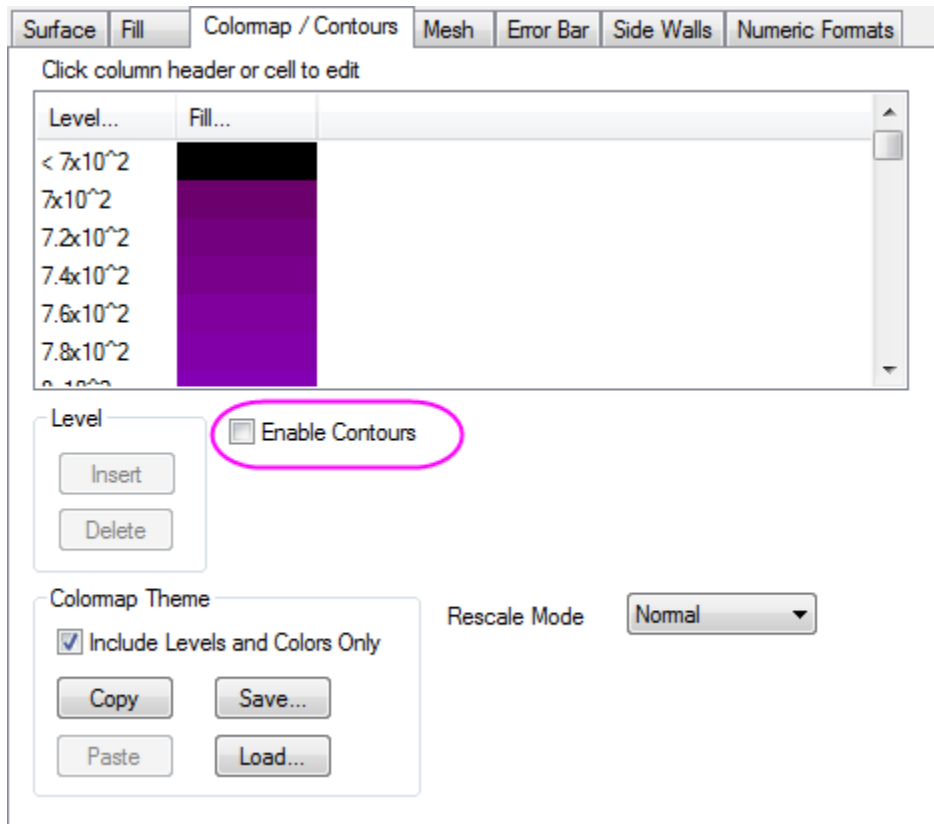 Surface Fill Colormap / Contours Mesh Error Bar Side Walls Numeric Formats
Click column header or cell to edit
Level... Fill...
< 7x10^2
7x10^2
7.2x10^2
7.4x10^2
7.6x10^2
7.8x10^2
Level
Enable Contours
Insert
Delete
Colormap Theme
Include Levels and Colors Only
Rescale Mode Normal
Copy Save...
Paste Load...